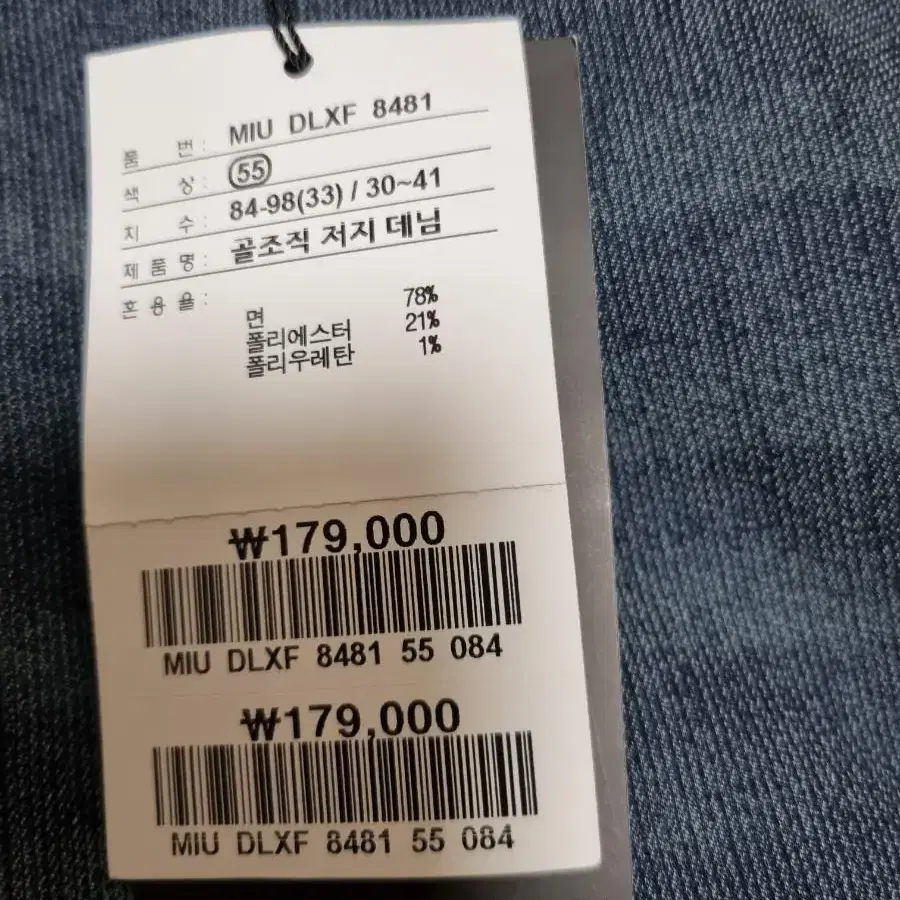 품 번 : MIU DLXF 8481
색 상 : 55
치 수 : 84-98(33) / 30~41
제 품 명 : 골조직 저지 데님
혼 용 율 :
면 78%
폴리에스터 21%
폴리우레탄 1%
₩179,000
MIU DLXF 8481 55 084
₩179,000
MIU DLXF 8481 55 084